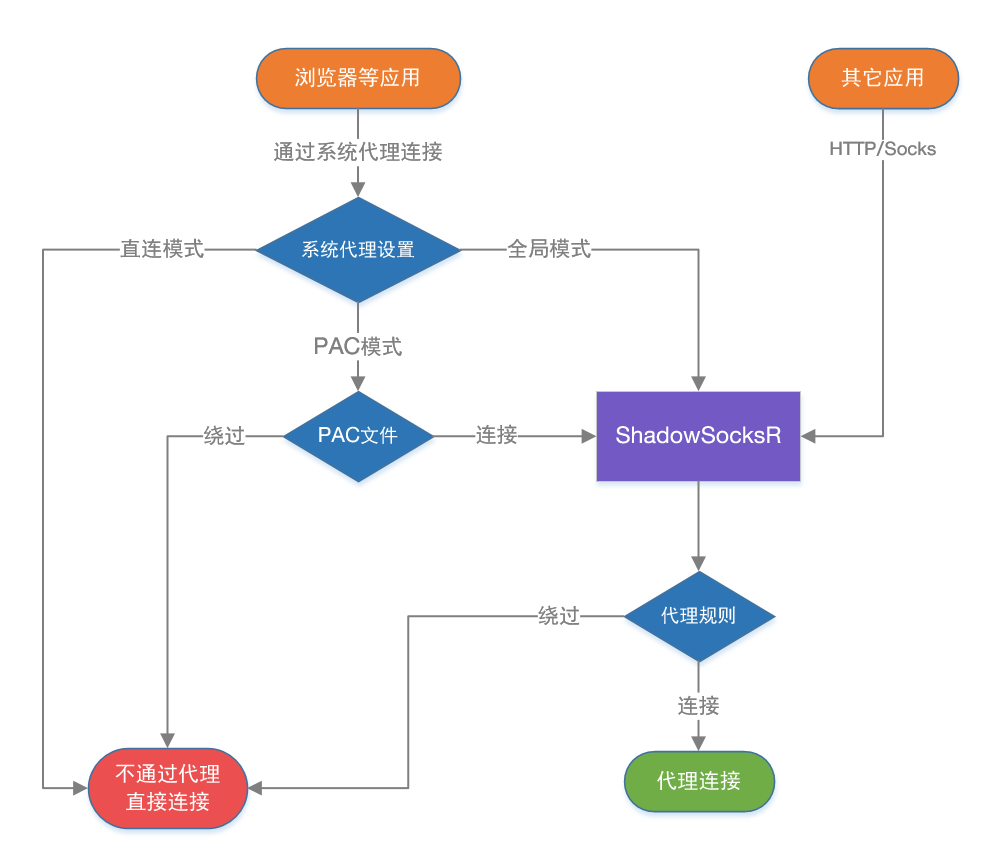 浏览器等应用
其它应用
通过系统代理连接
HTTP/Socks
直连模式
系统代理设置
全局模式
PAC模式
绕过
PAC文件
连接
ShadowSocksR
绕过
代理规则
连接
不通过代理
直接连接
代理连接